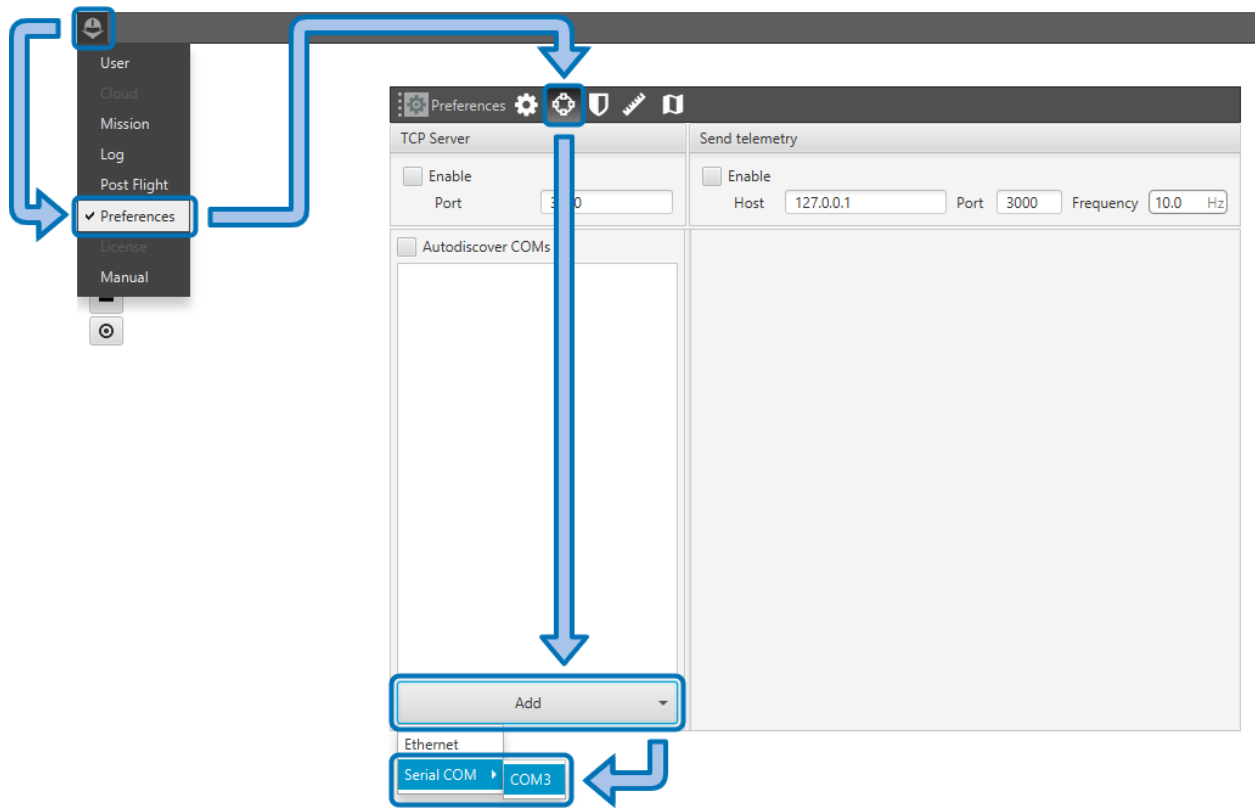 User
Cloud
Mission
Log
Post Flight
Preferences
License
Manual
Preferences
TCP Server
Enable
Port
Send telemetry
Enable
Host 127.0.0.1 Port 3000 Frequency 10.0 Hz
Autodiscover COMs
Add
Ethernet
Serial COM
COM3